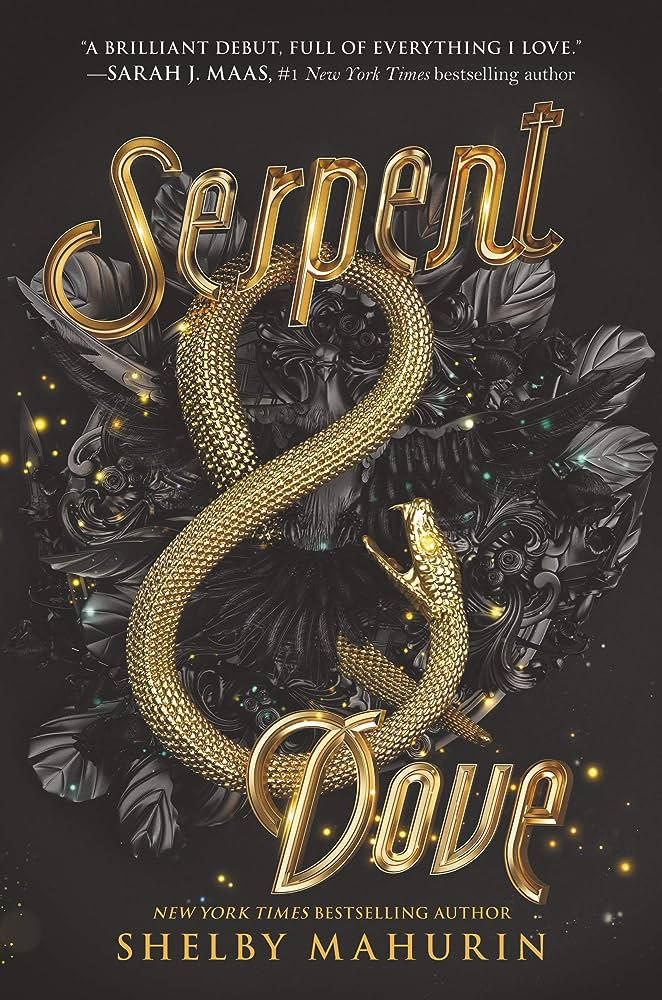 “A BRILLIANT DEBUT, FULL OF EVERYTHING I LOVE.”
—SARAH J. MAAS, #1 New York Times bestselling author
Serpent
&
Dove
NEW YORK TIMES BESTSELLING AUTHOR
SHELBY MAHURIN